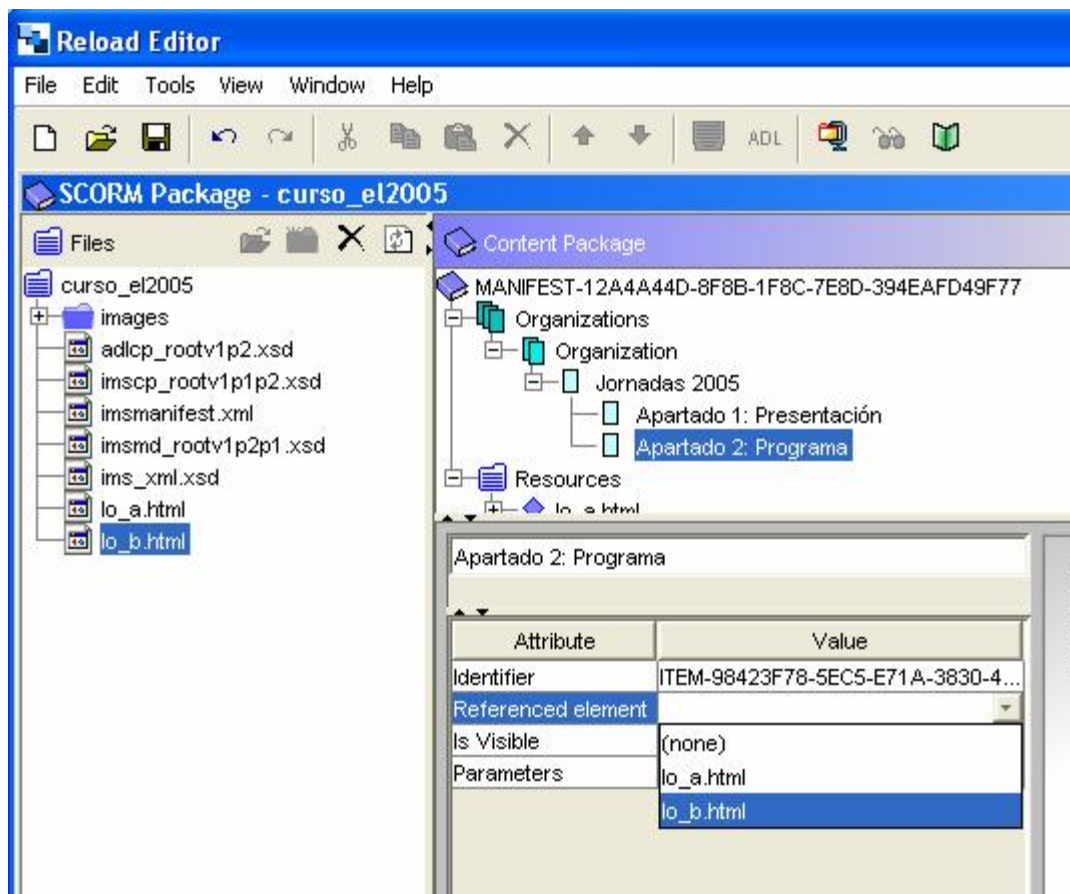 Reload Editor
File Edit Tools View Window Help
ADL
SCORM Package - curso_el2005
Files
curso_el2005
images
adlcp_rootv1p2.xsd
imscp_rootv1p1p2.xsd
imsmanifest.xml
imsmd_rootv1p2p1.xsd
ims_xml.xsd
lo_a.html
lo_b.html
Content Package
MANIFEST-12A4A44D-8F8B-1F8C-7E8D-394EAFD49F77
Organizations
Organization
Jornadas 2005
Apartado 1: Presentación
Apartado 2: Programa
Resources
lo_a.html
Apartado 2: Programa
Attribute Value
Identifier ITEM-98423F78-5EC5-E71A-3830-4...
Referenced element
Is Visible (none)
Parameters lo_a.html
lo_b.html